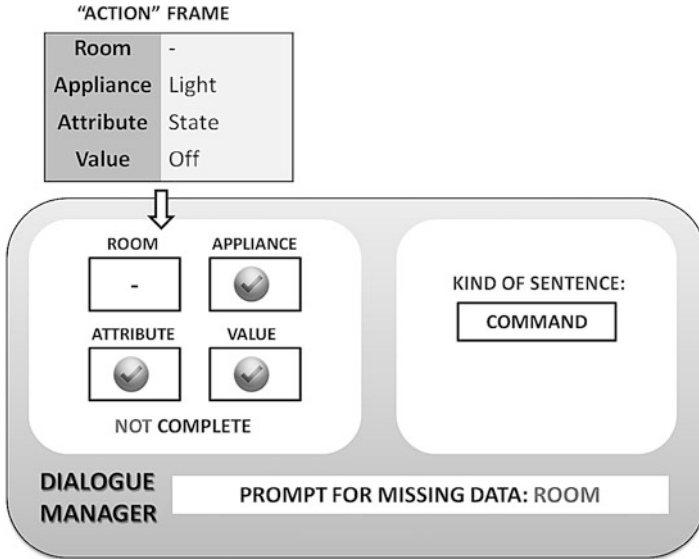 “ACTION” FRAME
Room -
Appliance Light
Attribute State
Value Off
ROOM APPLIANCE
-
ATTRIBUTE VALUE
NOT COMPLETE
KIND OF SENTENCE:
COMMAND
DIALOGUE
MANAGER
PROMPT FOR MISSING DATA: ROOM